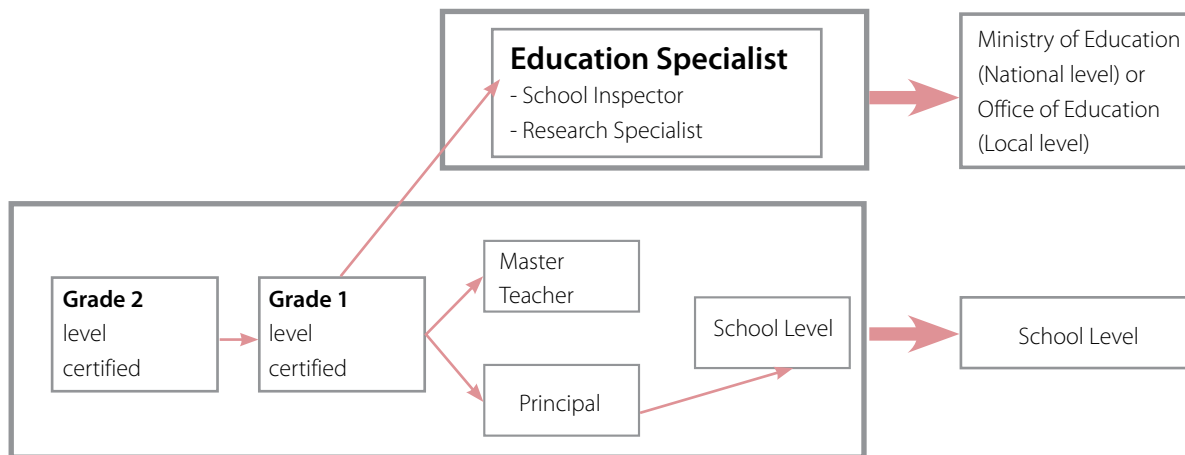 Education Specialist
- School Inspector
- Research Specialist
Ministry of Education
(National level) or
Office of Education
(Local level)
Grade 2
level
certified
Grade 1
level
certified
Master
Teacher
Principal
School Level
School Level